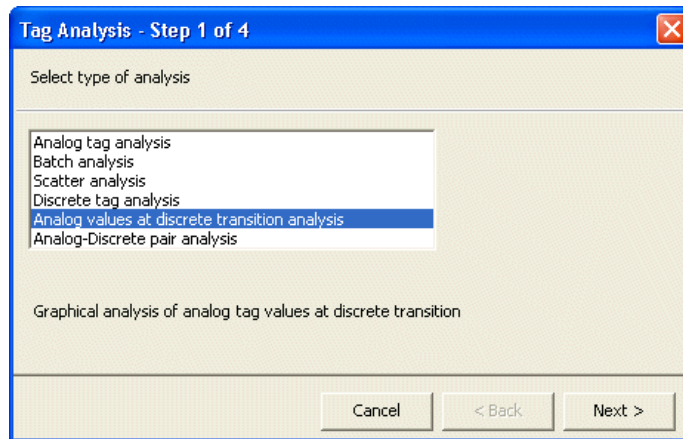 Tag Analysis - Step 1 of 4
Select type of analysis
Analog tag analysis
Batch analysis
Scatter analysis
Discrete tag analysis
Analog values at discrete transition analysis
Analog-Discrete pair analysis
Graphical analysis of analog tag values at discrete transition
Cancel < Back Next >